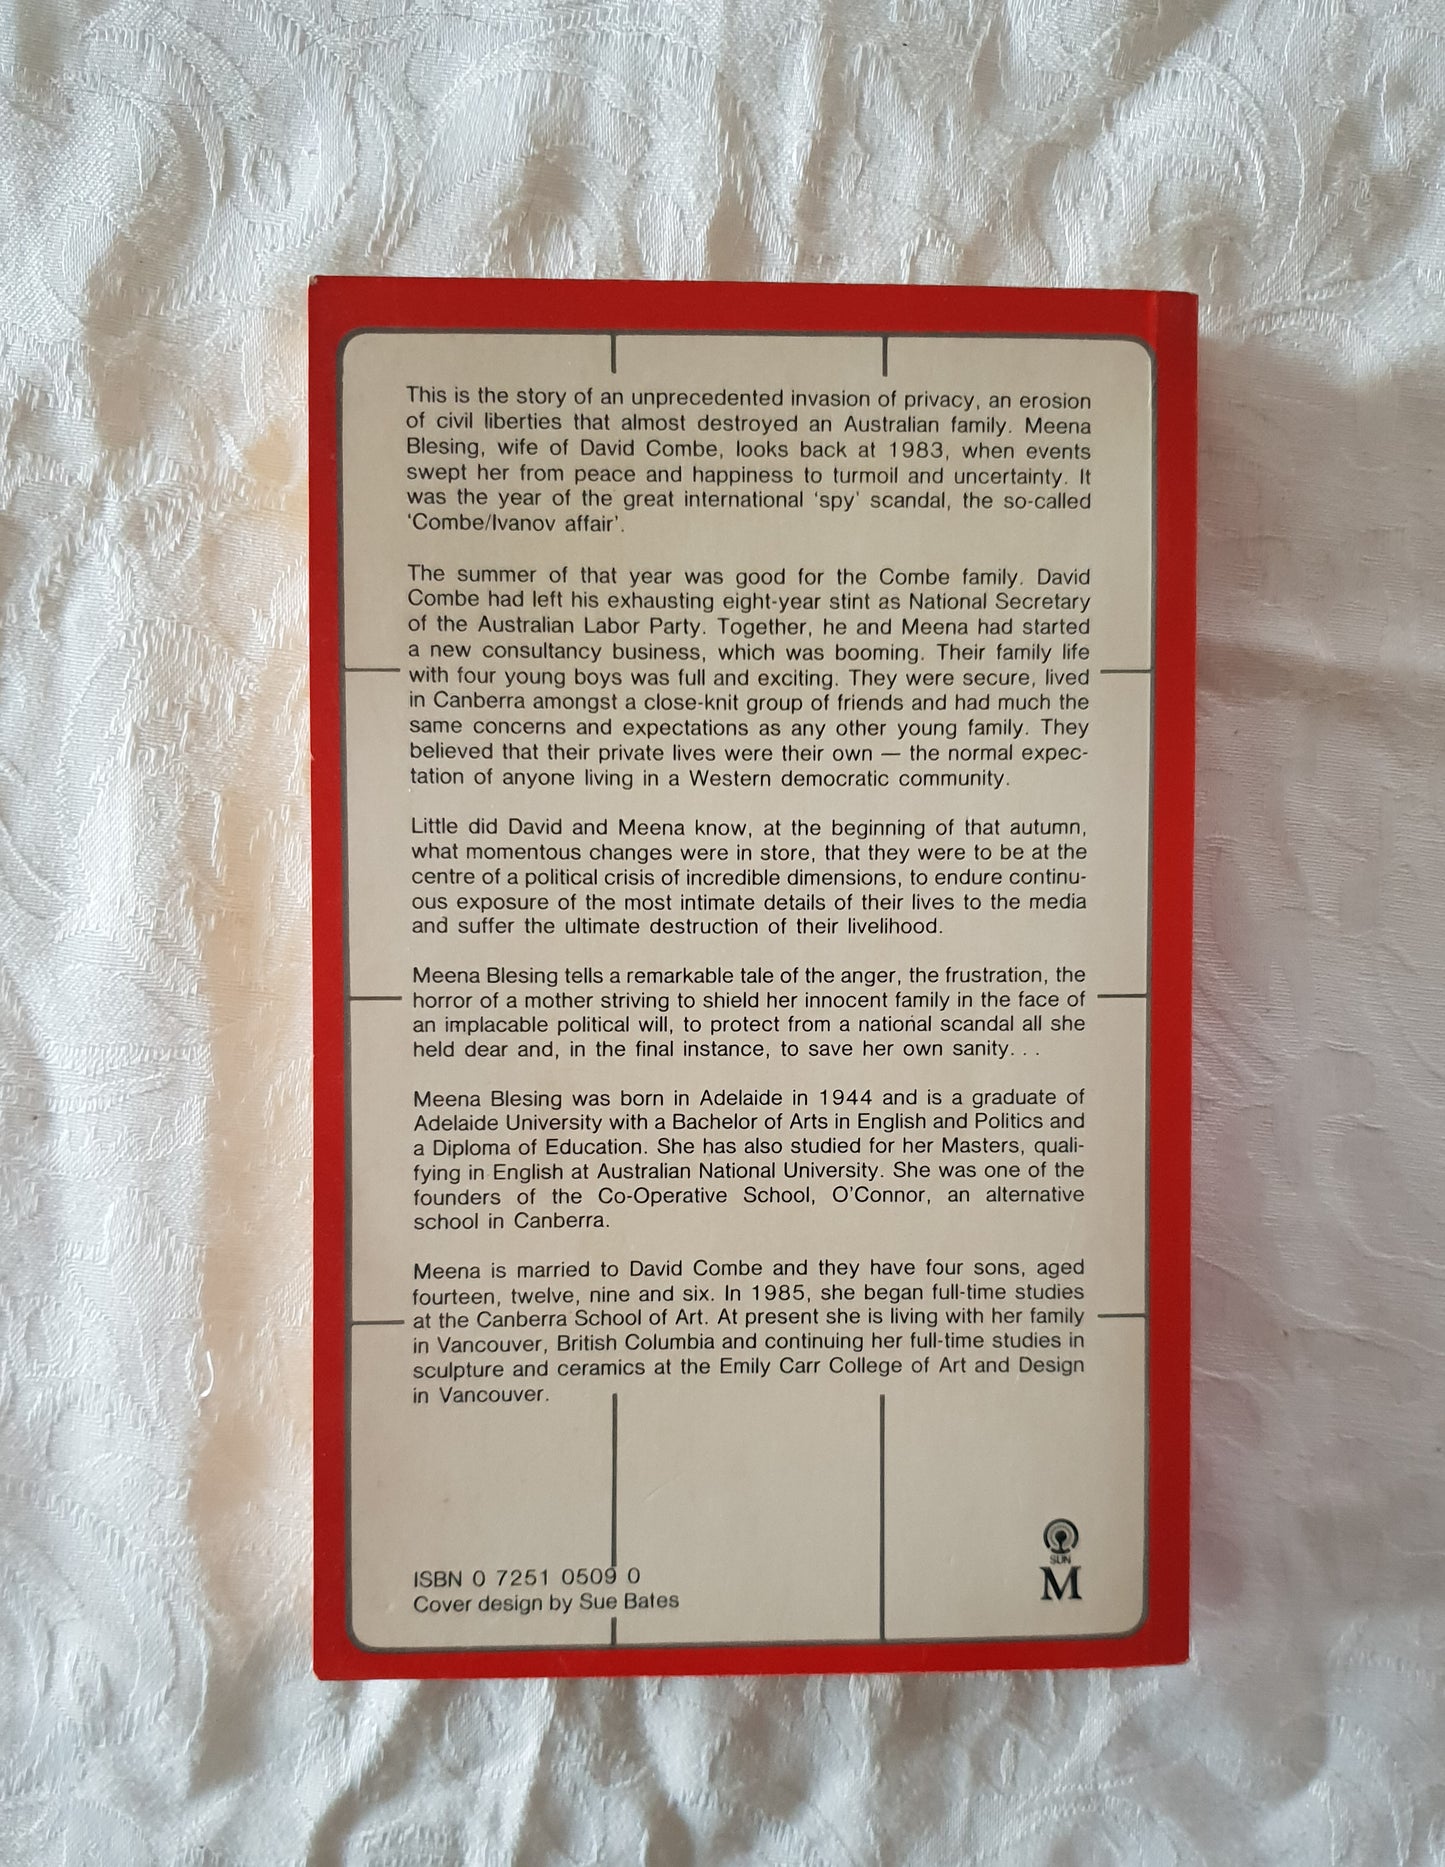 This is the story of an unprecedented invasion of privacy, an erosion
of civil liberties that almost destroyed an Australian family. Meena
Blesing, wife of David Combe, looks back at 1983, when events
swept her from peace and happiness to turmoil and uncertainty. It
was the year of the great international ‘spy’ scandal, the so-called
‘Combe/Ivanov affair’.
The summer of that year was good for the Combe family. David
Combe had left his exhausting eight-year stint as National Secretary
of the Australian Labor Party. Together, he and Meena had started
a new consultancy business, which was booming. Their family life
with four young boys was full and exciting. They were secure, lived
in Canberra amongst a close-knit group of friends and had much the
same concerns and expectations as any other young family. They
believed that their private lives were their own — the normal expec-
tation of anyone living in a Western democratic community.
Little did David and Meena know, at the beginning of that autumn,
what momentous changes were in store, that they were to be at the
centre of a political crisis of incredible dimensions, to endure continu-
ous exposure of the most intimate details of their lives to the media
and suffer the ultimate destruction of their livelihood.
Meena Blesing tells a remarkable tale of the anger, the frustration, the
horror of a mother striving to shield her innocent family in the face of
an implacable political will, to protect from a national scandal all she
held dear and, in the final instance, to save her own sanity. . .
Meena Blesing was born in Adelaide in 1944 and is a graduate of
Adelaide University with a Bachelor of Arts in English and Politics and
a Diploma of Education. She has also studied for her Masters, quali-
fying in English at Australian National University. She was one of the
founders of the Co-Operative School, O’Connor, an alternative
school in Canberra.
Meena is married to David Combe and they have four sons, aged
fourteen, twelve, nine and six. In 1985, she began full-time studies
at the Canberra School of Art. At present she is living with her family
in Vancouver, British Columbia and continuing her full-time studies in
sculpture and ceramics at the Emily Carr College of Art and Design
in Vancouver.
ISBN 0 7251 0509 0
Cover design by Sue Bates
SUN
M